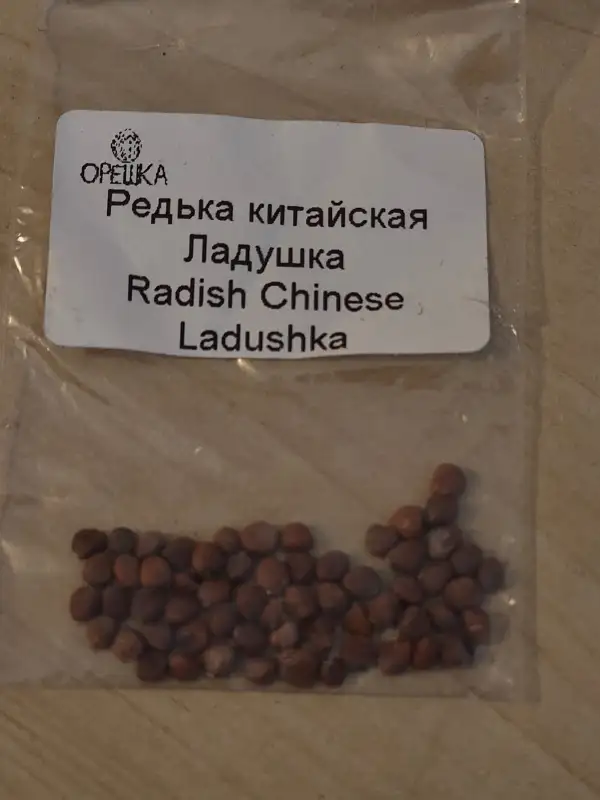 ОРЕШКА
Редька китайская
Ладушка
Radish Chinese
Ladushka